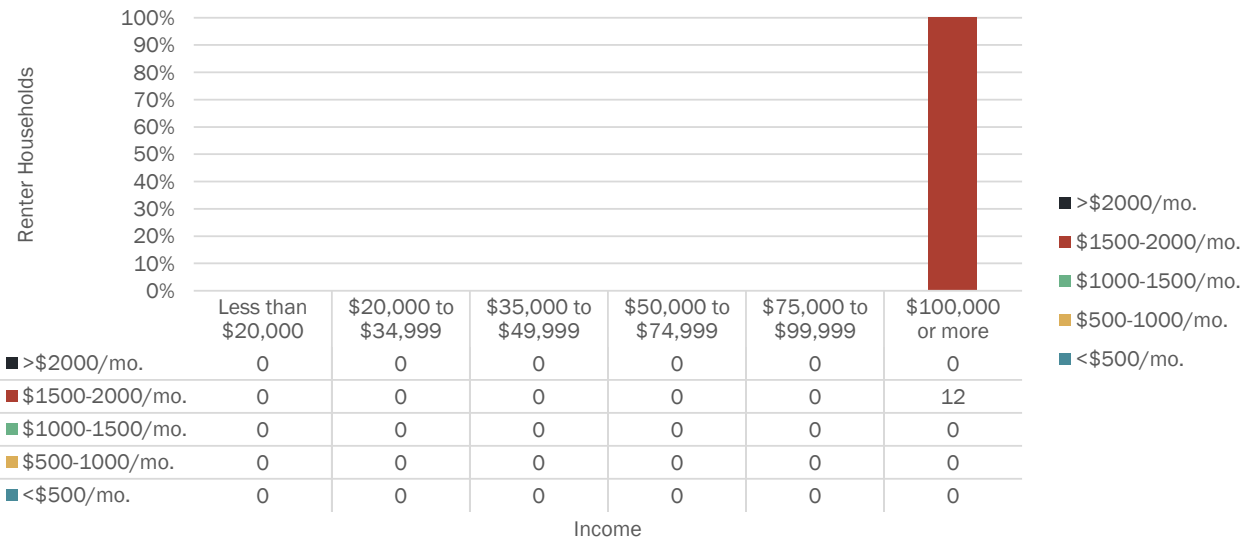 Renter Households
100%
90%
80%
70%
60%
50%
40%
30%
20%
10%
0%
Less than $20,000 to $35,000 to $50,000 to $75,000 to $100,000
$20,000 $34,999 $49,999 $74,999 $99,999 or more
>$2000/mo. 0 0 0 0 0 0
$1500-2000/mo. 0 0 0 0 0 12
$1000-1500/mo. 0 0 0 0 0 0
$500-1000/mo. 0 0 0 0 0 0
<$500/mo. 0 0 0 0 0 0
Income
>$2000/mo.
$1500-2000/mo.
$1000-1500/mo.
$500-1000/mo.
<$500/mo.